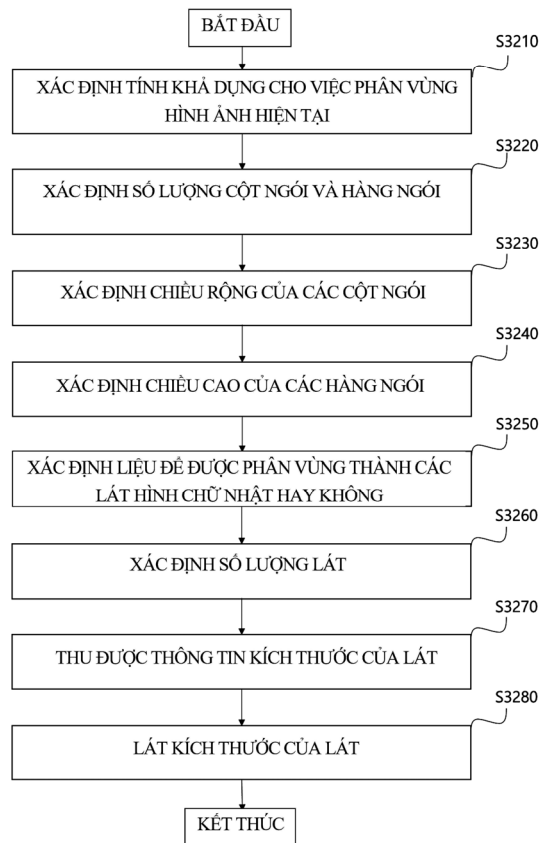 BẮT ĐẦU
S3210
XÁC ĐỊNH TÍNH KHẢ DỤNG CHO VIỆC PHÂN VÙNG
HÌNH ẢNH HIỆN TẠI
S3220
XÁC ĐỊNH SỐ LƯỢNG CỘT NGÓI VÀ HÀNG NGÓI
S3230
XÁC ĐỊNH CHIỀU RỘNG CỦA CÁC CỘT NGÓI
S3240
XÁC ĐỊNH CHIỀU CAO CỦA CÁC HÀNG NGÓI
S3250
XÁC ĐỊNH LIỆU ĐỂ ĐƯỢC PHÂN VÙNG THÀNH CÁC
LÁT HÌNH CHỮ NHẬT HAY KHÔNG
S3260
XÁC ĐỊNH SỐ LƯỢNG LÁT
S3270
THU ĐƯỢC THÔNG TIN KÍCH THƯỚC CỦA LÁT
S3280
LÁT KÍCH THƯỚC CỦA LÁT
KẾT THÚC